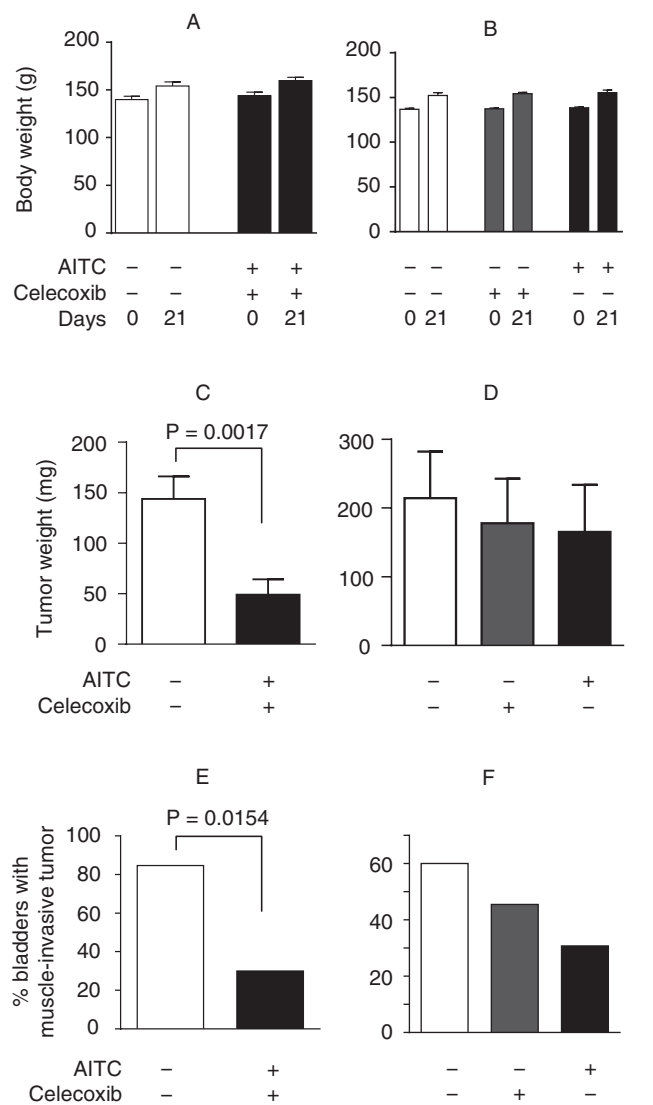 A
B
Body weight (g)
200
150
100
50
0
200
150
100
50
0
AITC – – + + – – – – + +
Celecoxib – – + + – – + + – –
Days 0 21 0 21 0 21 0 21 0 21
C
D
Tumor weight (mg)
P = 0.0017
200
150
100
50
0
300
200
100
0
AITC – + – – +
Celecoxib – + – + –
E
F
% bladders with
muscle-invasive tumor
P = 0.0154
100
80
60
40
20
0
60
40
20
0
AITC – + – – +
Celecoxib – + – + –